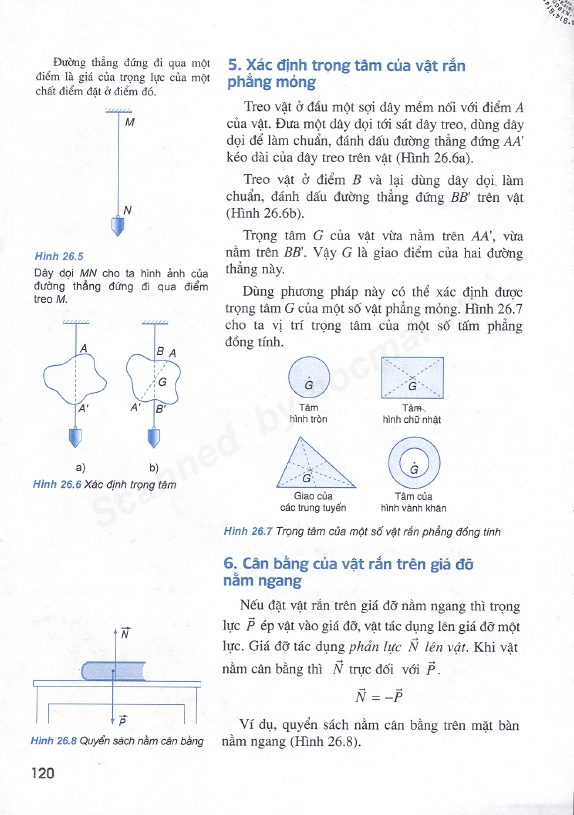 Đường thẳng đứng đi qua một
điểm là giá của trọng lực của một
chất điểm đặt ở điểm đó.
M
N
Hình 26.5
Dây dọi MN cho ta hình ảnh của
đường thẳng đứng đi qua điểm
treo M.
A
A'
B A
G
A' B'
a) b)
Hình 26.6 Xác định trọng tâm
N⃗
P⃗
Hình 26.8 Quyển sách nằm cân bằng
120
5. Xác định trọng tâm của vật rắn
phẳng mỏng
Treo vật ở đầu một sợi dây mềm nối với điểm A
của vật. Đưa một dây dọi tới sát dây treo, dùng dây
dọi để làm chuẩn, đánh dấu đường thẳng đứng AA'
kéo dài của dây treo trên vật (Hình 26.6a).
Treo vật ở điểm B và lại dùng dây dọi làm
chuẩn, đánh dấu đường thẳng đứng BB' trên vật
(Hình 26.6b).
Trọng tâm G của vật vừa nằm trên AA', vừa
nằm trên BB'. Vậy G là giao điểm của hai đường
thẳng này.
Dùng phương pháp này có thể xác định được
trọng tâm G của một số vật phẳng mỏng. Hình 26.7
cho ta vị trí trọng tâm của một số tấm phẳng
đồng tính.
G
G
Tâm
hình tròn
Tâm
hình chữ nhật
G
G
Giao của
các trung tuyến
Tâm của
hình vành khăn
Hình 26.7 Trọng tâm của một số vật rắn phẳng đồng tính
6. Cân bằng của vật rắn trên giá đỡ
nằm ngang
Nếu đặt vật rắn trên giá đỡ nằm ngang thì trọng
lực P⃗ ép vật vào giá đỡ, vật tác dụng lên giá đỡ một
lực. Giá đỡ tác dụng phản lực N⃗ lên vật. Khi vật
nằm cân bằng thì N⃗ trực đối với P⃗.
N⃗ = −P⃗
Ví dụ, quyển sách nằm cân bằng trên mặt bàn
nằm ngang (Hình 26.8).
Scanned by